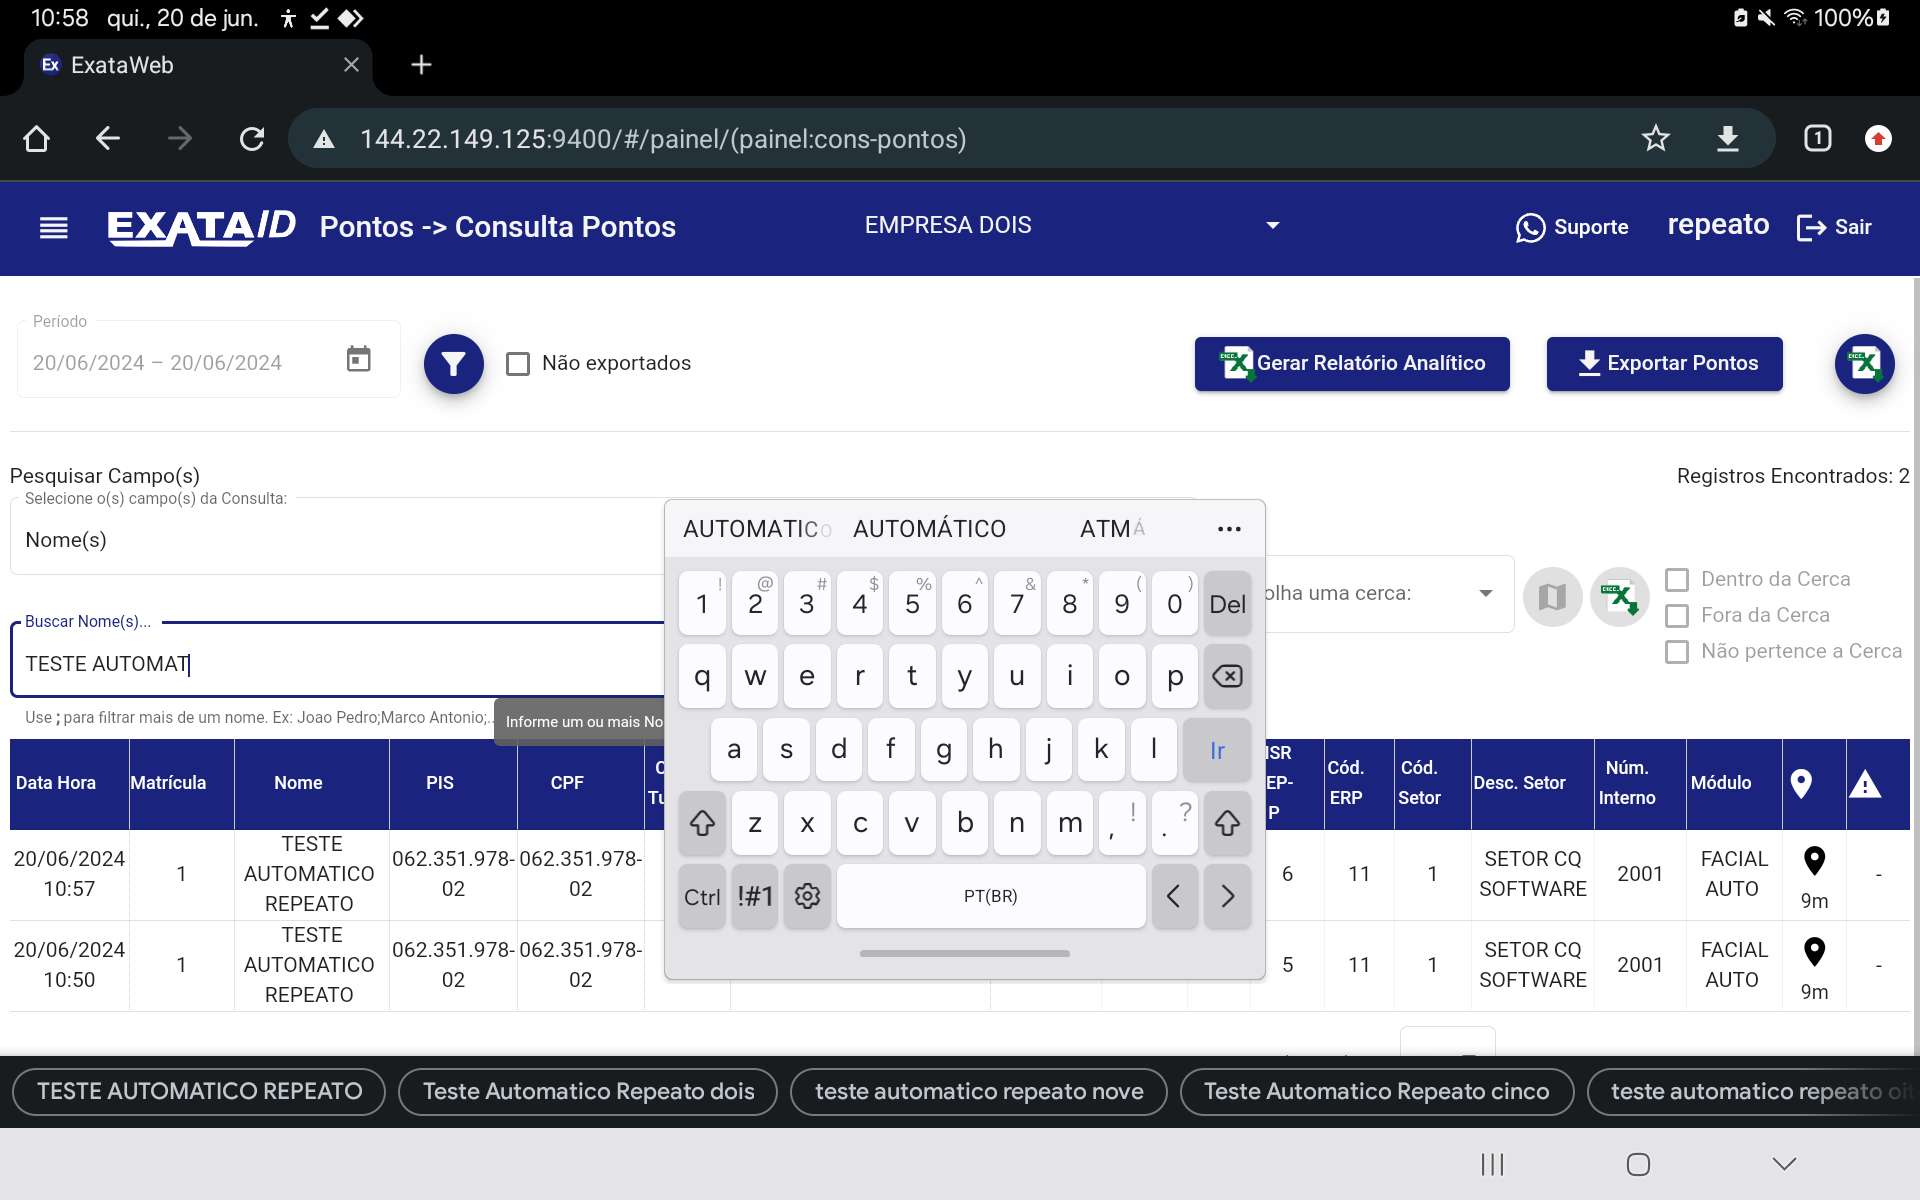 10:58 qui., 20 de jun.
100%
Ex ExataWeb
144.22.149.125:9400/#/painel/(painel:cons-pontos)
1
EXATA ID Pontos -> Consulta Pontos
EMPRESA DOIS
Suporte
repeato
Sair
Período
20/06/2024 – 20/06/2024
Não exportados
Gerar Relatório Analítico
Exportar Pontos
Pesquisar Campo(s)
Registros Encontrados: 2
Selecione o(s) campo(s) da Consulta:
Nome(s)
olha uma cerca:
Dentro da Cerca
Fora da Cerca
Não pertence a Cerca
Buscar Nome(s)...
TESTE AUTOMAT
Use ; para filtrar mais de um nome. Ex: Joao Pedro;Marco Antonio;..
Informe um ou mais No
AUTOMATICO AUTOMÁTICO ATMÁ ...
1 ! 2 @ 3 # 4 $ 5 % 6 ^ 7 & 8 * 9 ( 0 ) Del
q w e r t y u i o p
a s d f g h j k l Ir
z x c v b n m , ! . ?
Ctrl !#1 PT(BR) < >
Data Hora
Matrícula
Nome
PIS
CPF
C
Tu
SR
EP-
P
Cód.
ERP
Cód.
Setor
Desc. Setor
Núm.
Interno
Módulo
20/06/2024
10:57
1
TESTE
AUTOMATICO
REPEATO
062.351.978-
02
062.351.978-
02
6
11
1
SETOR CQ
SOFTWARE
2001
FACIAL
AUTO
9m
-
20/06/2024
10:50
1
TESTE
AUTOMATICO
REPEATO
062.351.978-
02
062.351.978-
02
5
11
1
SETOR CQ
SOFTWARE
2001
FACIAL
AUTO
9m
-
TESTE AUTOMATICO REPEATO
Teste Automatico Repeato dois
teste automatico repeato nove
Teste Automatico Repeato cinco
teste automatico repeato oit